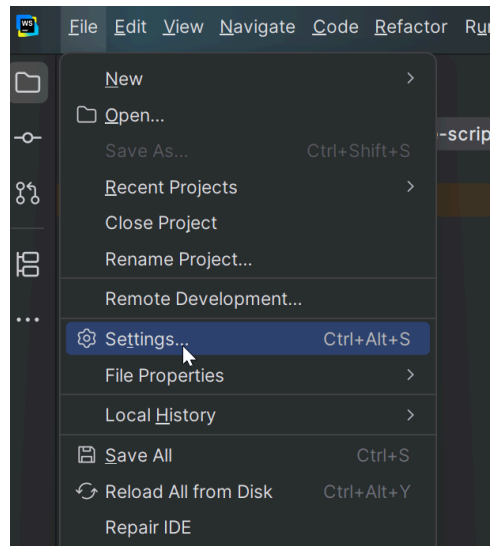 WS File Edit View Navigate Code Refactor
New
Open...
-scrip
Save As... Ctrl+Shift+S
Recent Projects
Close Project
Rename Project...
Remote Development...
Settings... Ctrl+Alt+S
File Properties
Local History
Save All Ctrl+S
Reload All from Disk Ctrl+Alt+Y
Repair IDE